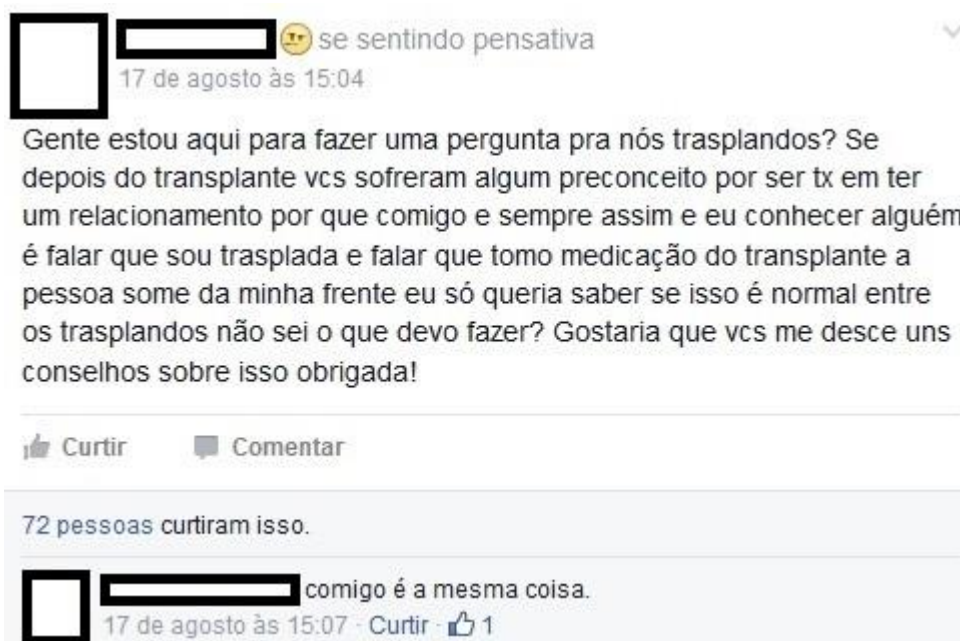 se sentindo pensativa
17 de agosto às 15:04
Gente estou aqui para fazer uma pergunta pra nós trasplandos? Se
depois do transplante vcs sofreram algum preconceito por ser tx em ter
um relacionamento por que comigo e sempre assim e eu conhecer alguém
é falar que sou trasplada e falar que tomo medicação do transplante a
pessoa some da minha frente eu só queria saber se isso é normal entre
os trasplandos não sei o que devo fazer? Gostaria que vcs me desce uns
conselhos sobre isso obrigada!
Curtir Comentar
72 pessoas curtiram isso.
comigo é a mesma coisa.
17 de agosto às 15:07 · Curtir · 1